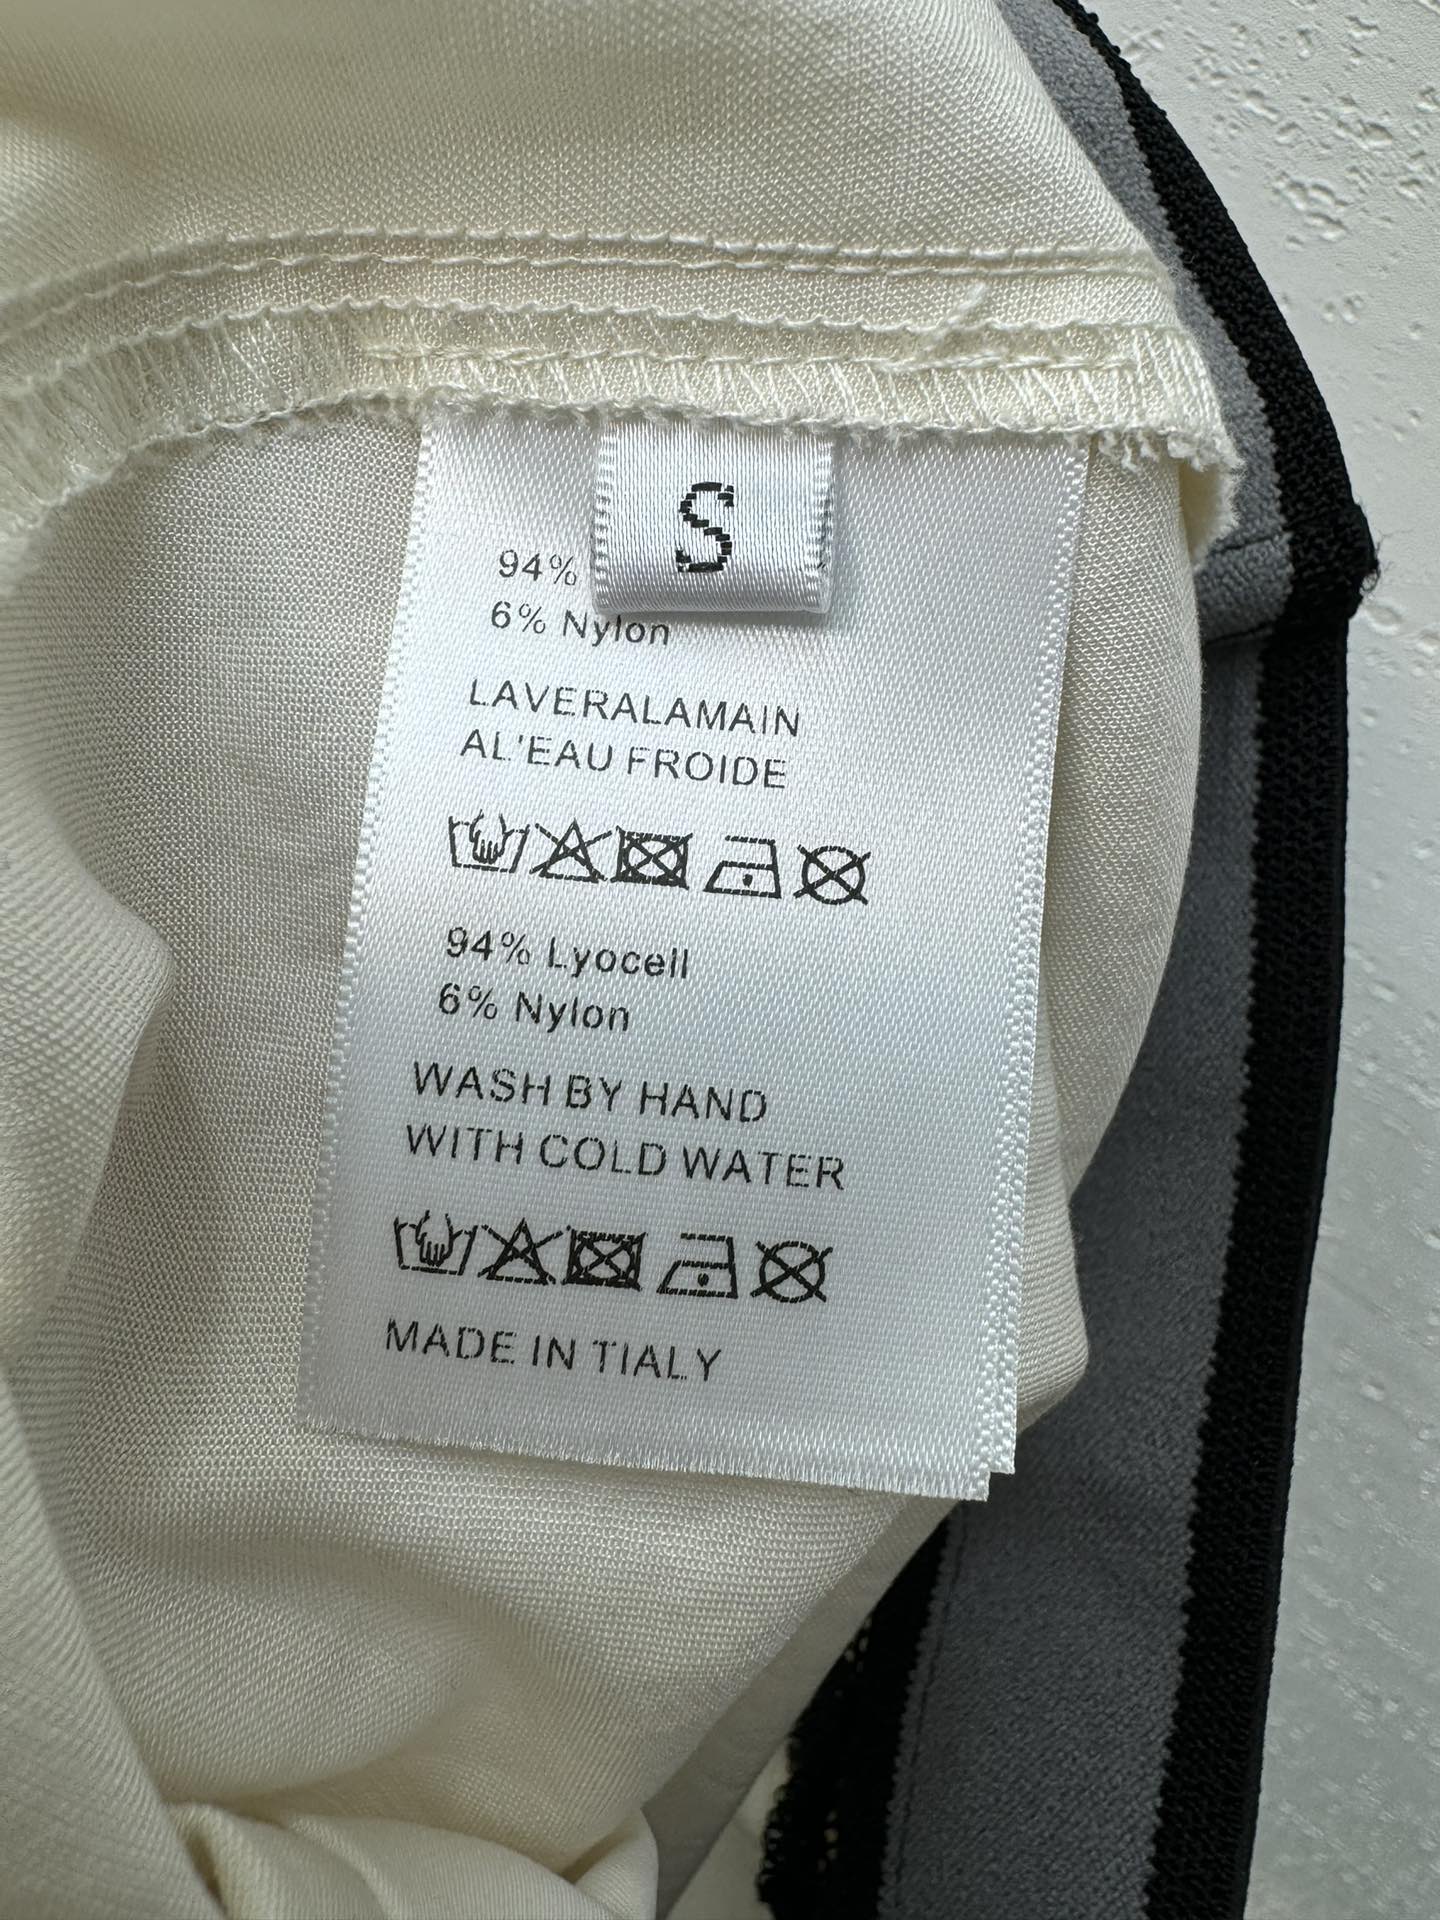 S
94%
6% Nylon
LAVERALAMAIN
AL'EAU FROIDE
94% Lyocell
6% Nylon
WASH BY HAND
WITH COLD WATER
MADE IN TIALY